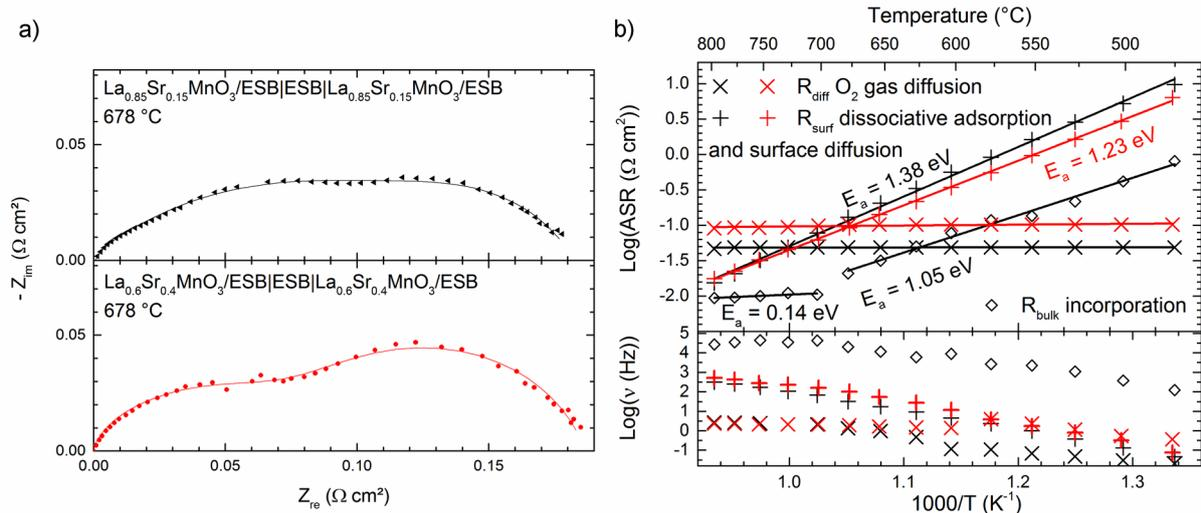 a)
La0.85Sr0.15MnO3/ESB|ESB|La0.85Sr0.15MnO3/ESB
678 °C
0.05
0.00
La0.6Sr0.4MnO3/ESB|ESB|La0.6Sr0.4MnO3/ESB
678 °C
0.05
0.00
- Zim (Ω cm²)
0.00 0.05 0.10 0.15
Zre (Ω cm²)
b)
Temperature (°C)
800 750 700 650 600 550 500
Rdiff O2 gas diffusion
Rsurf dissociative adsorption
and surface diffusion
Ea = 1.38 eV
Ea = 1.23 eV
Ea = 1.05 eV
Ea = 0.14 eV
Rbulk incorporation
Log(ASR (Ω cm²)
1.0
0.5
0.0
-0.5
-1.0
-1.5
-2.0
Log(ν (Hz)
5
4
3
2
1
0
-1
1.0 1.1 1.2 1.3
1000/T (K-1)